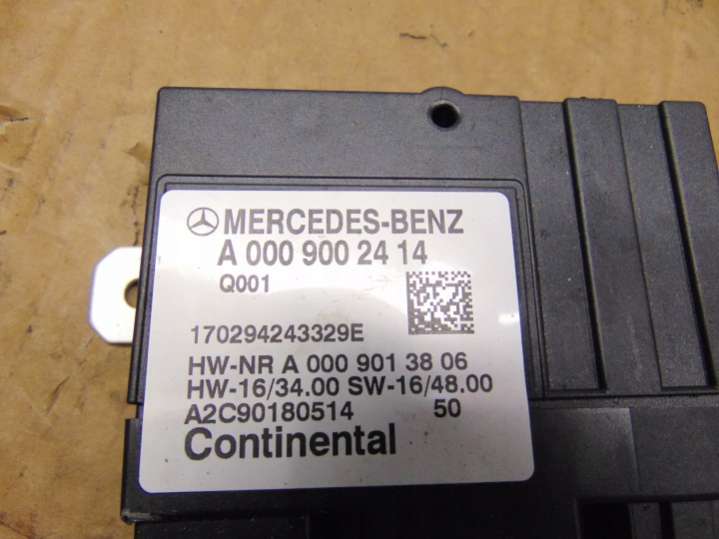 MERCEDES-BENZ
A 000 900 24 14
Q001
170294243329E
HW-NR A 000 901 38 06
HW-16/34.00 SW-16/48.00
A2C90180514 50
Continental